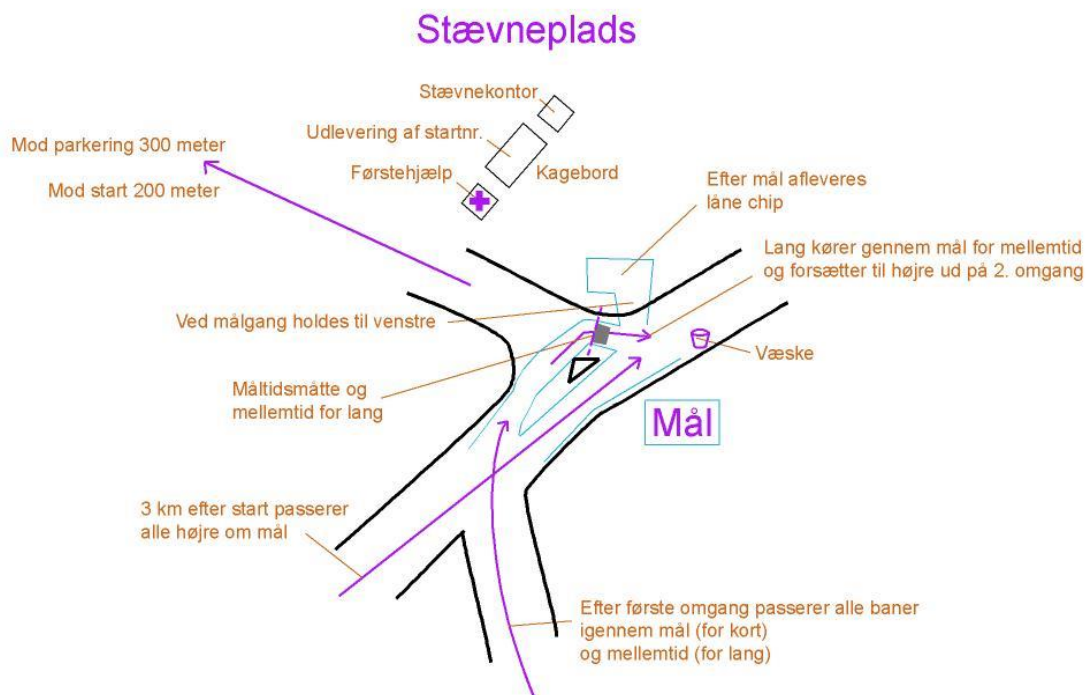 Stævneplads
Stævnekontor
Udlevering af startnr.
Mod parkering 300 meter
Førstehjælp
Kagebord
Mod start 200 meter
Efter mål afleveres
låne chip
Lang kører gennem mål for mellemtid
og forsætter til højre ud på 2. omgang
Ved målgang holdes til venstre
Væske
Måltidsmåtte og
mellemtid for lang
Mål
3 km efter start passerer
alle højre om mål
Efter første omgang passerer alle baner
igennem mål (for kort)
og mellemtid (for lang)